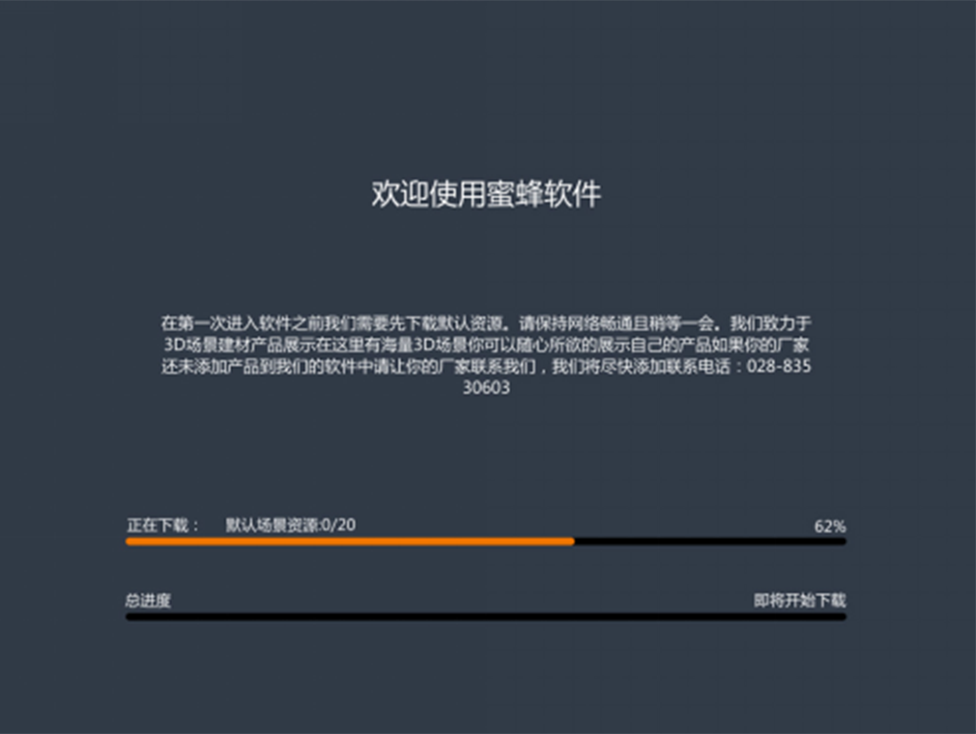 欢迎使用蜜蜂软件
在第一次进入软件之前我们需要先下载默认资源。请保持网络畅通且稍等一会。我们致力于
3D场景建材产品展示在这里有海量3D场景你可以随心所欲的展示自己的产品如果你的厂家
还未添加产品到我们的软件中请让你的厂家联系我们，我们将尽快添加联系电话：028-835
30603
正在下载： 默认场景资源:0/20 62%
总进度 即将开始下载